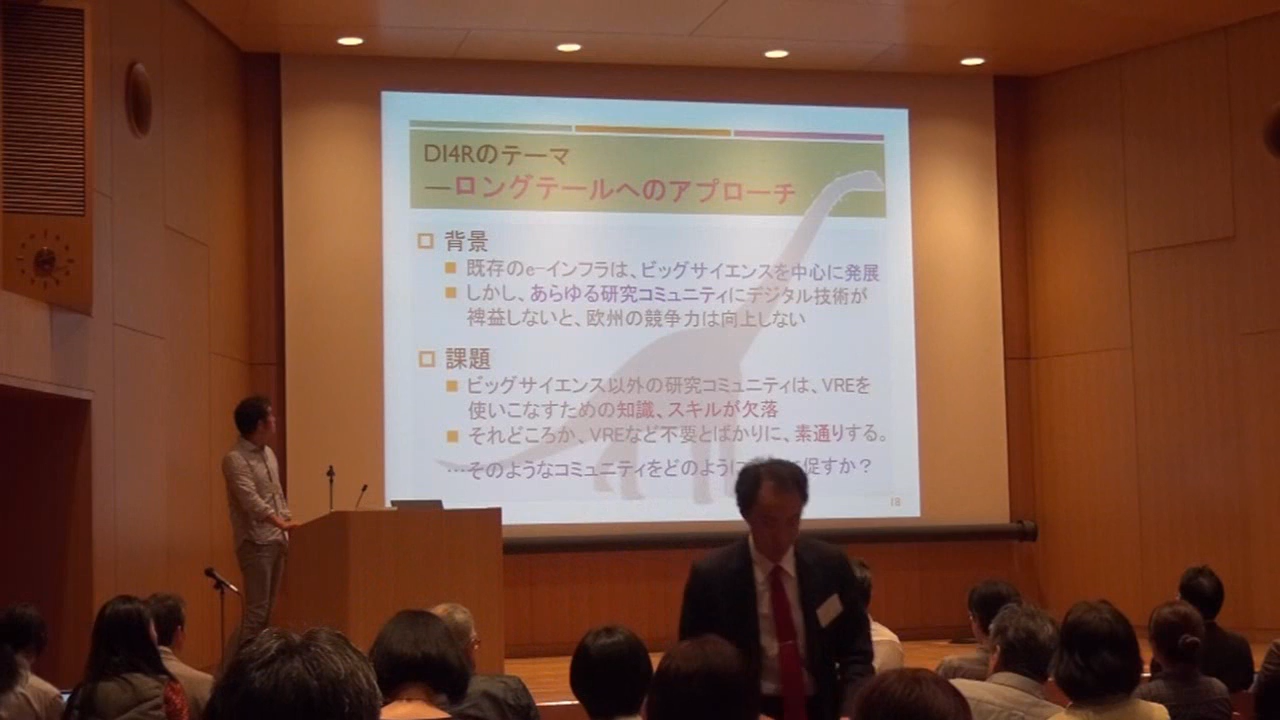 DI4Rのテーマ
―ロングテールへのアプローチ
背景
既存のe-インフラは、ビッグサイエンスを中心に発展
しかし、あらゆる研究コミュニティにデジタル技術が
裨益しないと、欧州の競争力は向上しない
課題
ビッグサイエンス以外の研究コミュニティは、VREを
使いこなすための知識、スキルが欠落
それどころか、VREなど不要とばかりに、素通りする。
…そのようなコミュニティをどのように 促すか？
18